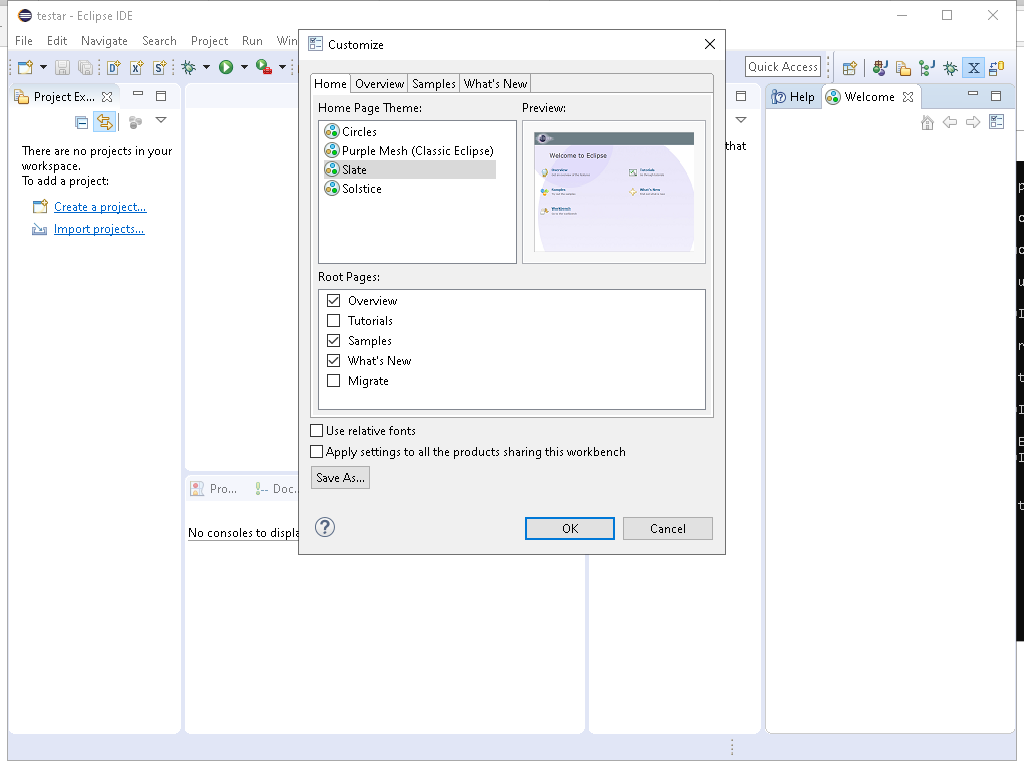 testar - Eclipse IDE
File Edit Navigate Search Project Run Win
Quick Access
Project Ex...
Help
Welcome
There are no projects in your
workspace.
To add a project:
Create a project...
Import projects...
that
Customize
Home Overview Samples What's New
Home Page Theme:
Circles
Purple Mesh (Classic Eclipse)
Slate
Solstice
Preview:
Welcome to Eclipse
Overview
Tutorials
Samples
What's New
Workbench
Root Pages:
Overview
Tutorials
Samples
What's New
Migrate
Use relative fonts
Apply settings to all the products sharing this workbench
Save As...
OK
Cancel
Pro...
Doc...
No consoles to displa